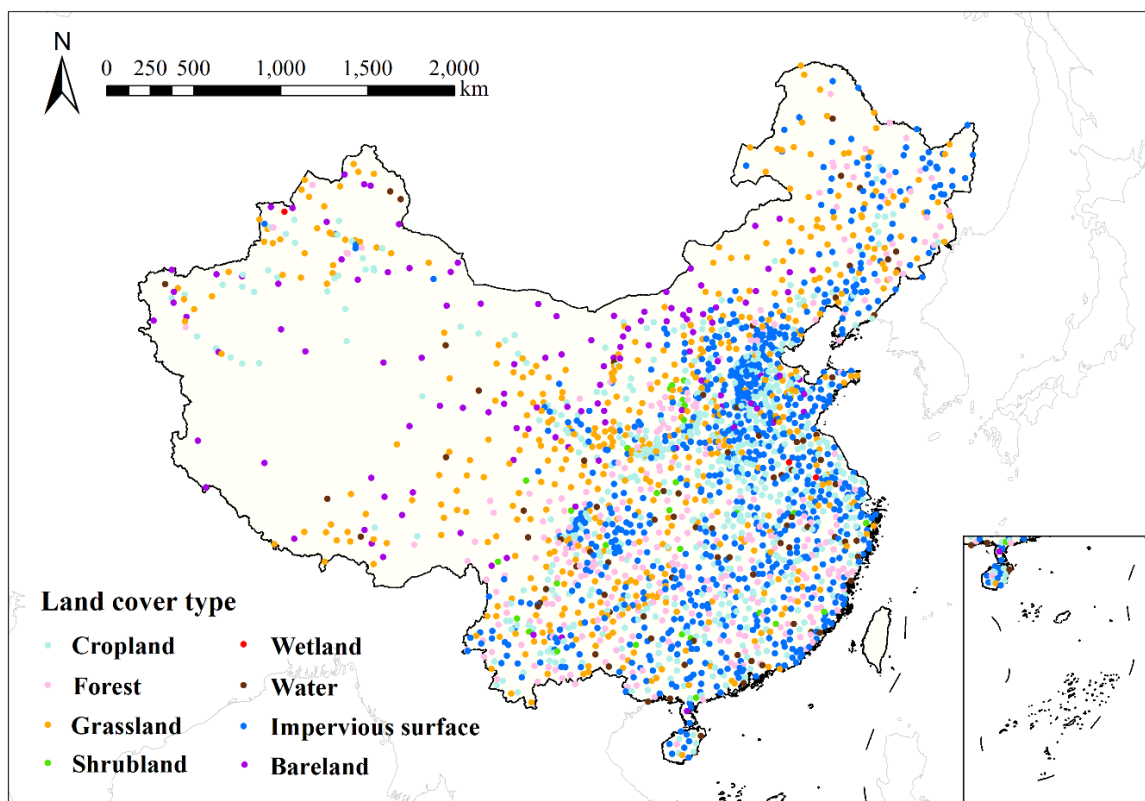 N
0 250 500 1,000 1,500 2,000
km
Land cover type
Cropland
Wetland
Forest
Water
Grassland
Impervious surface
Shrubland
Bareland